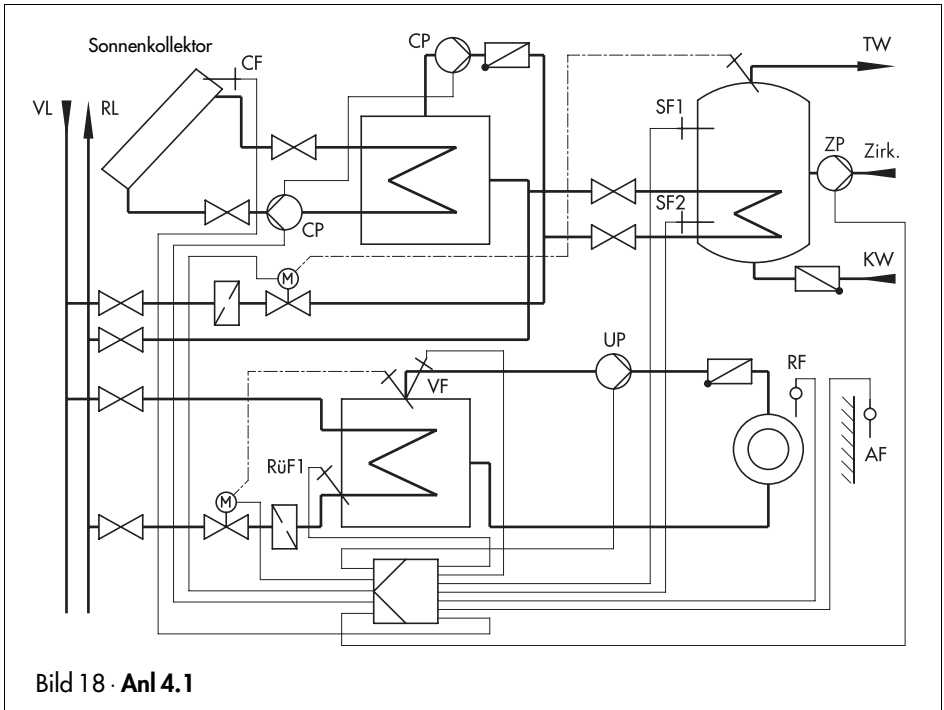 Sonnenkollektor
CF
CP
TW
VL
RL
SF1
ZP
Zirk.
SF2
CP
KW
M
UP
RF
VF
AF
RüF1
M
Bild 18 · Anl 4.1